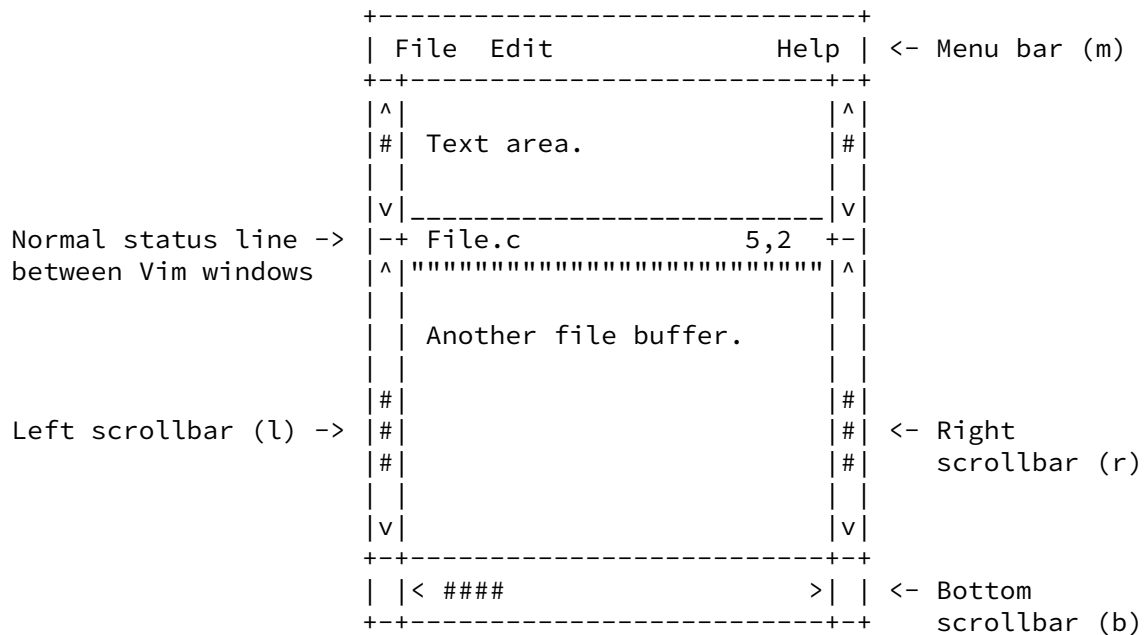 +------------------------------+
                       | File  Edit              Help | <- Menu bar (m)
                       +-+--------------------------+-+
                       |^|                          |^|
                       |#| Text area.               |#|
                       | |                          | |
                       |v|__________________________|v|
Normal status line ->  |-+ File.c              5,2  +-|
between Vim windows    |^|""""""""""""""""""""""""""|^|
                       | |                          | |
                       | | Another file buffer.     | |
                       | |                          | |
                       |#|                          |#|
Left scrollbar (l) ->  |#|                          |#| <- Right
                       |#|                          |#|    scrollbar (r)
                       | |                          | |
                       |v|                          |v|
                       +-+--------------------------+-+
                       | |< ####                   >| | <- Bottom
                       +-+--------------------------+-+    scrollbar (b)